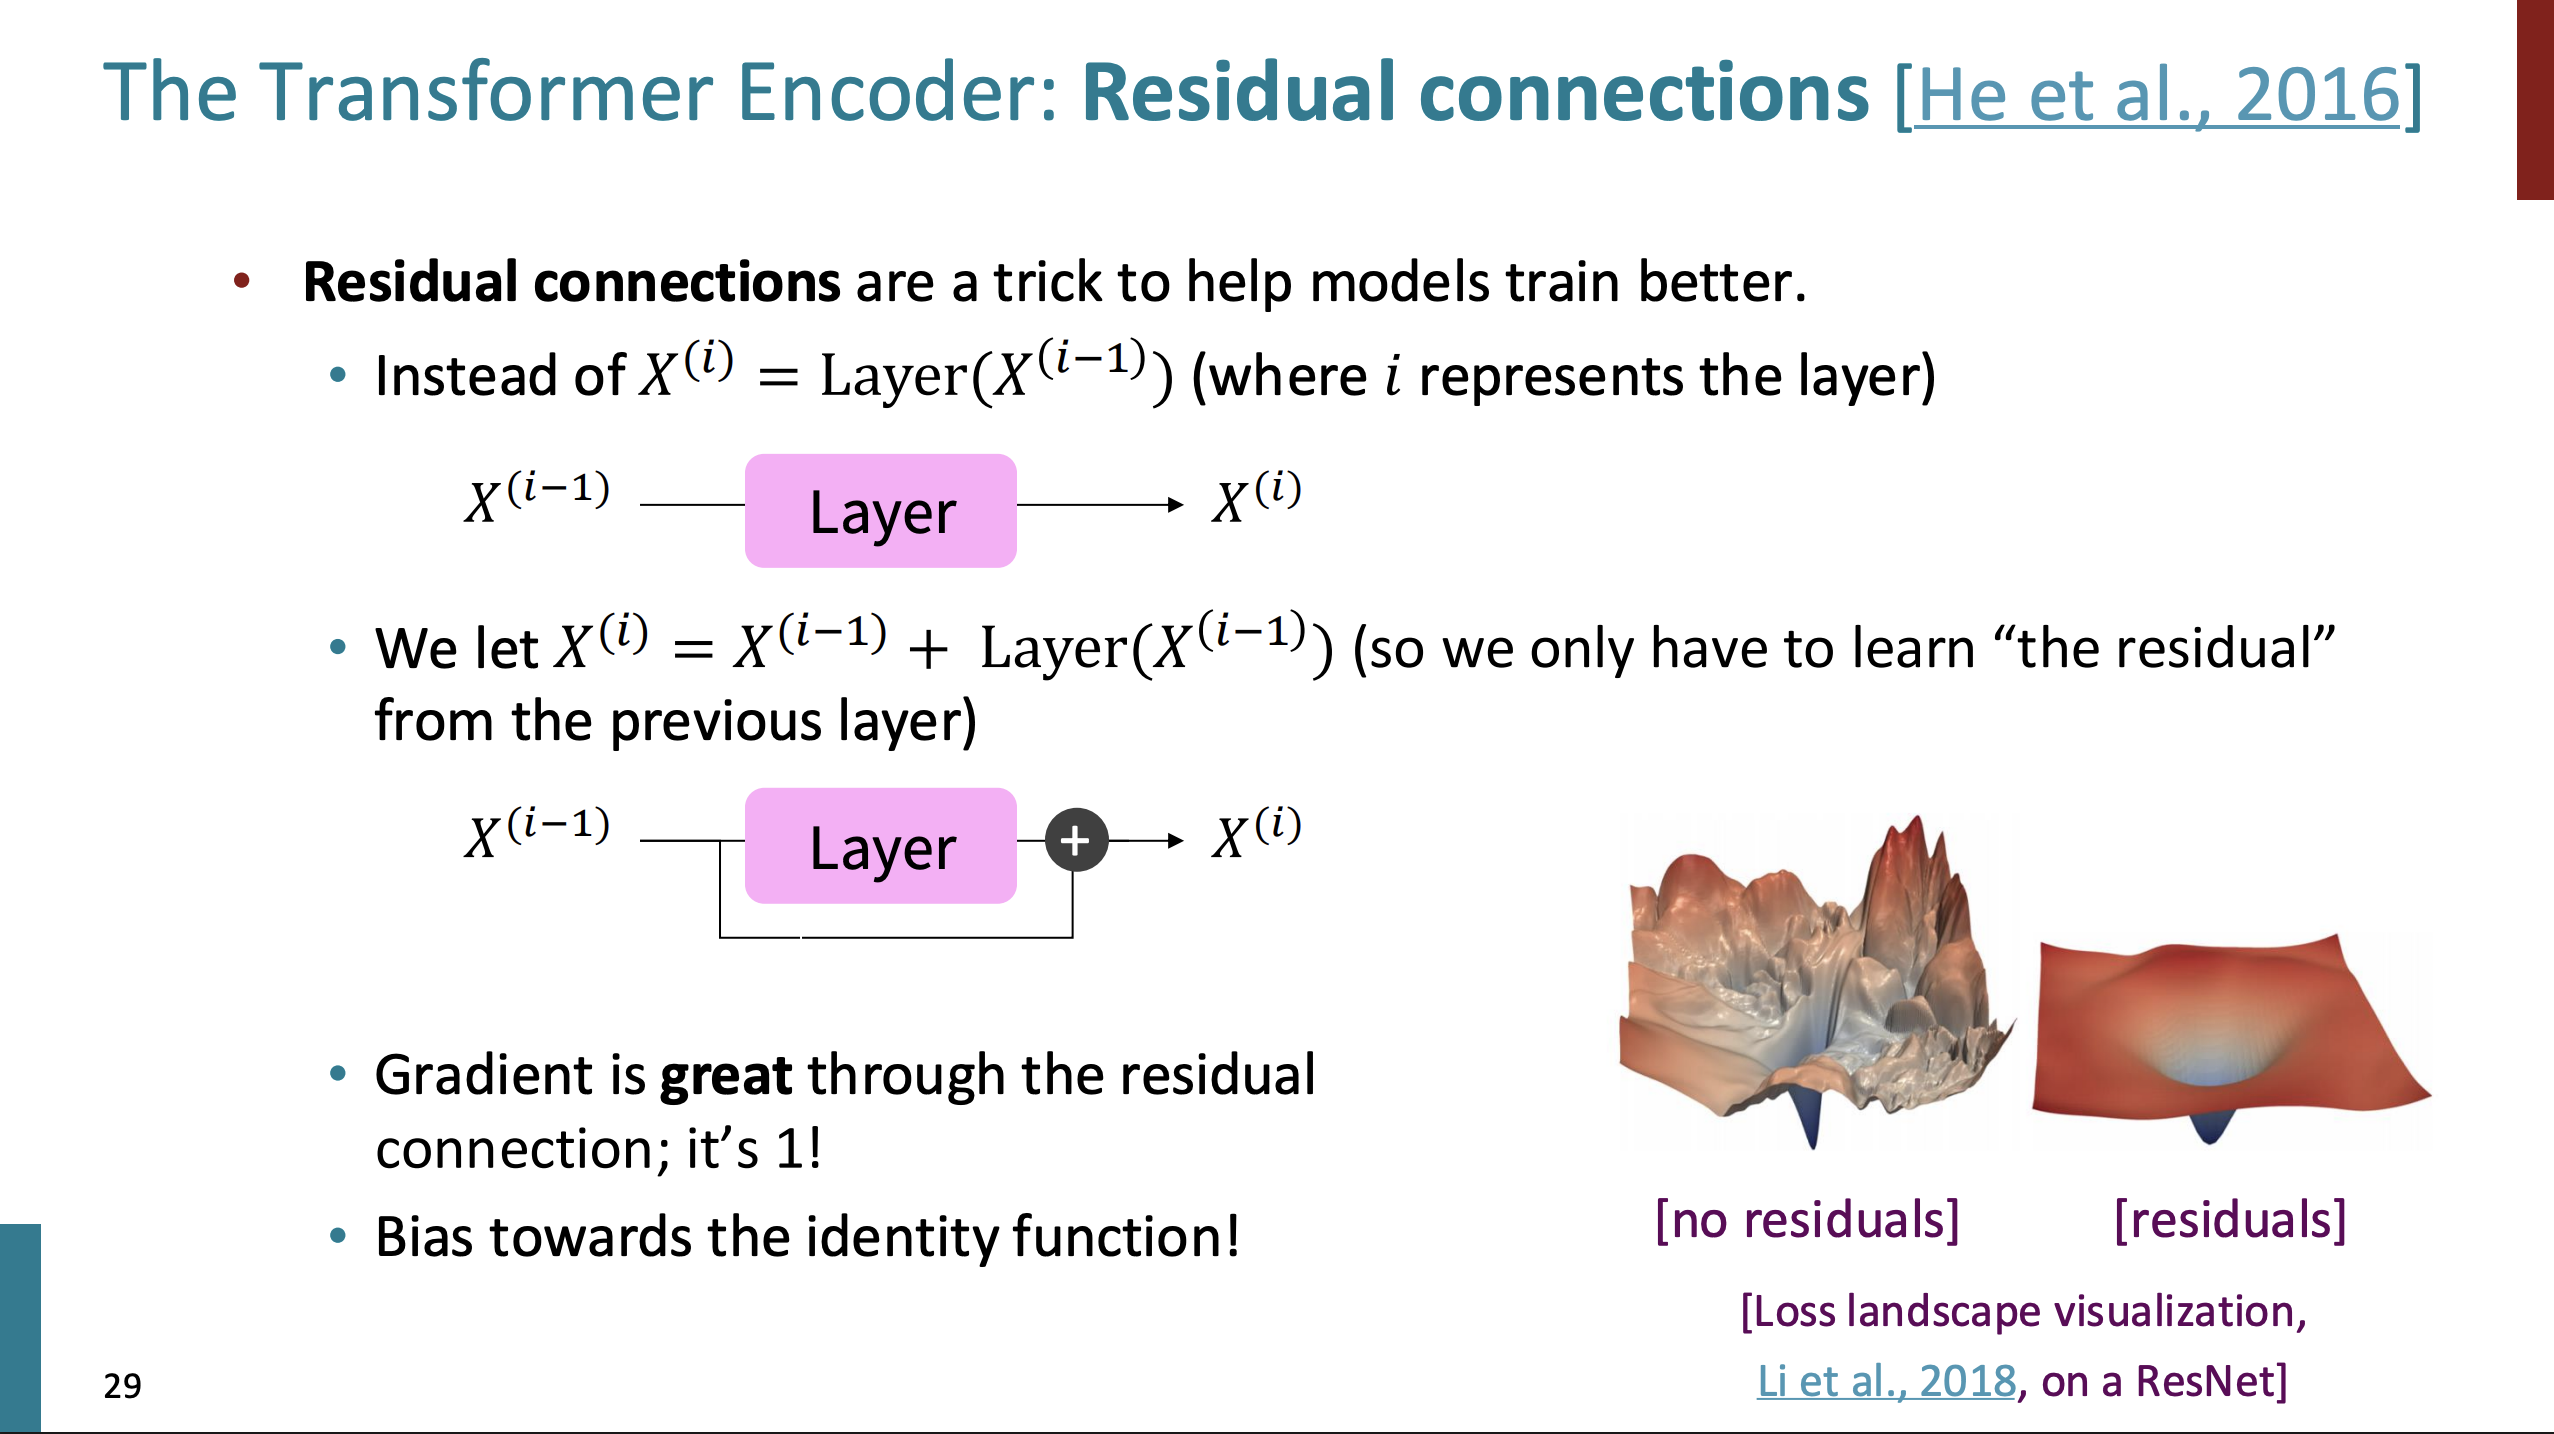 The Transformer Encoder: Residual connections [He et al., 2016]
• Residual connections are a trick to help models train better.
• Instead of X⁽ⁱ⁾ = Layer(X⁽ⁱ⁻¹⁾) (where i represents the layer)
X⁽ⁱ⁻¹⁾ Layer X⁽ⁱ⁾
• We let X⁽ⁱ⁾ = X⁽ⁱ⁻¹⁾ + Layer(X⁽ⁱ⁻¹⁾) (so we only have to learn “the residual”
from the previous layer)
X⁽ⁱ⁻¹⁾ Layer + X⁽ⁱ⁾
• Gradient is great through the residual
connection; it’s 1!
• Bias towards the identity function!
[no residuals] [residuals]
[Loss landscape visualization,
Li et al., 2018, on a ResNet]
29